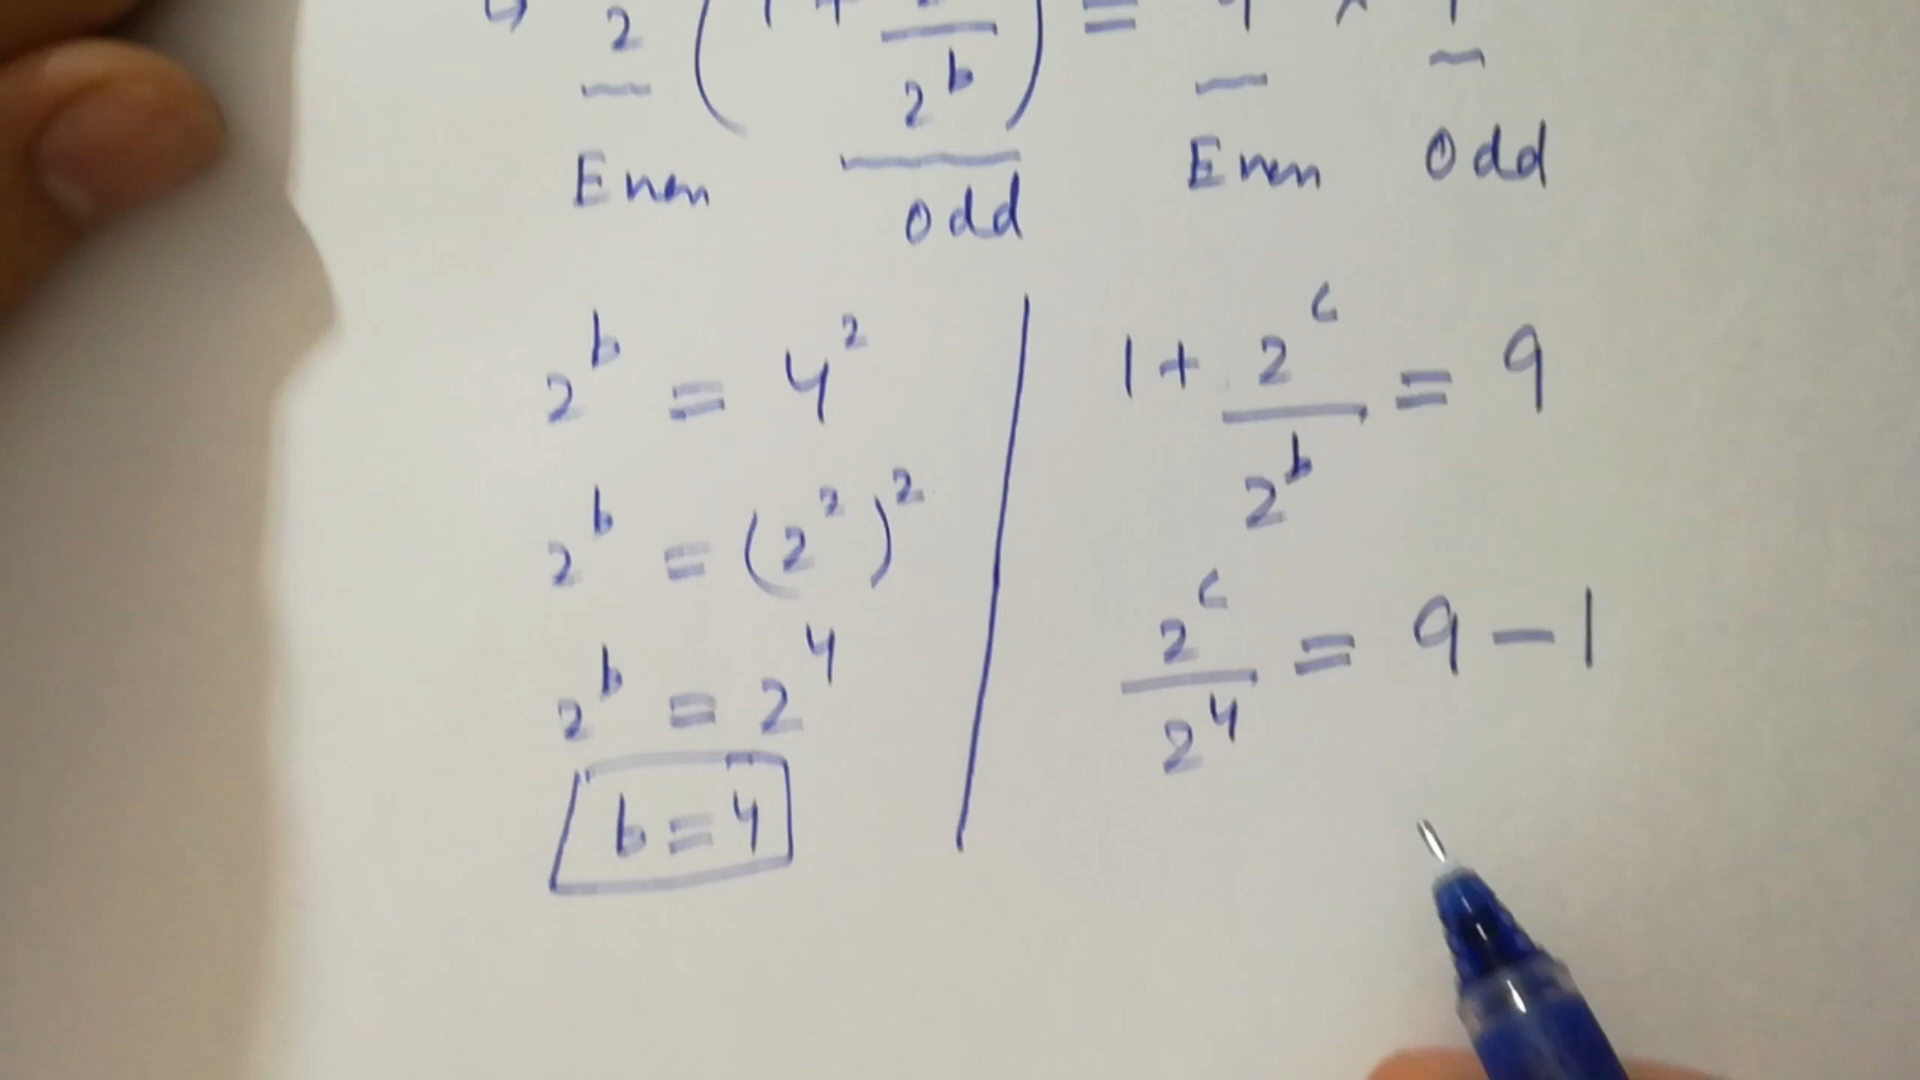 2 ( 1 + — / 2^b ) =
Even odd Even Odd
2^b = 4^2
2^b = (2^2)^2
2^b = 2^4
b = 4
1 + 2^c / 2^b = 9
2^c / 2^4 = 9 - 1